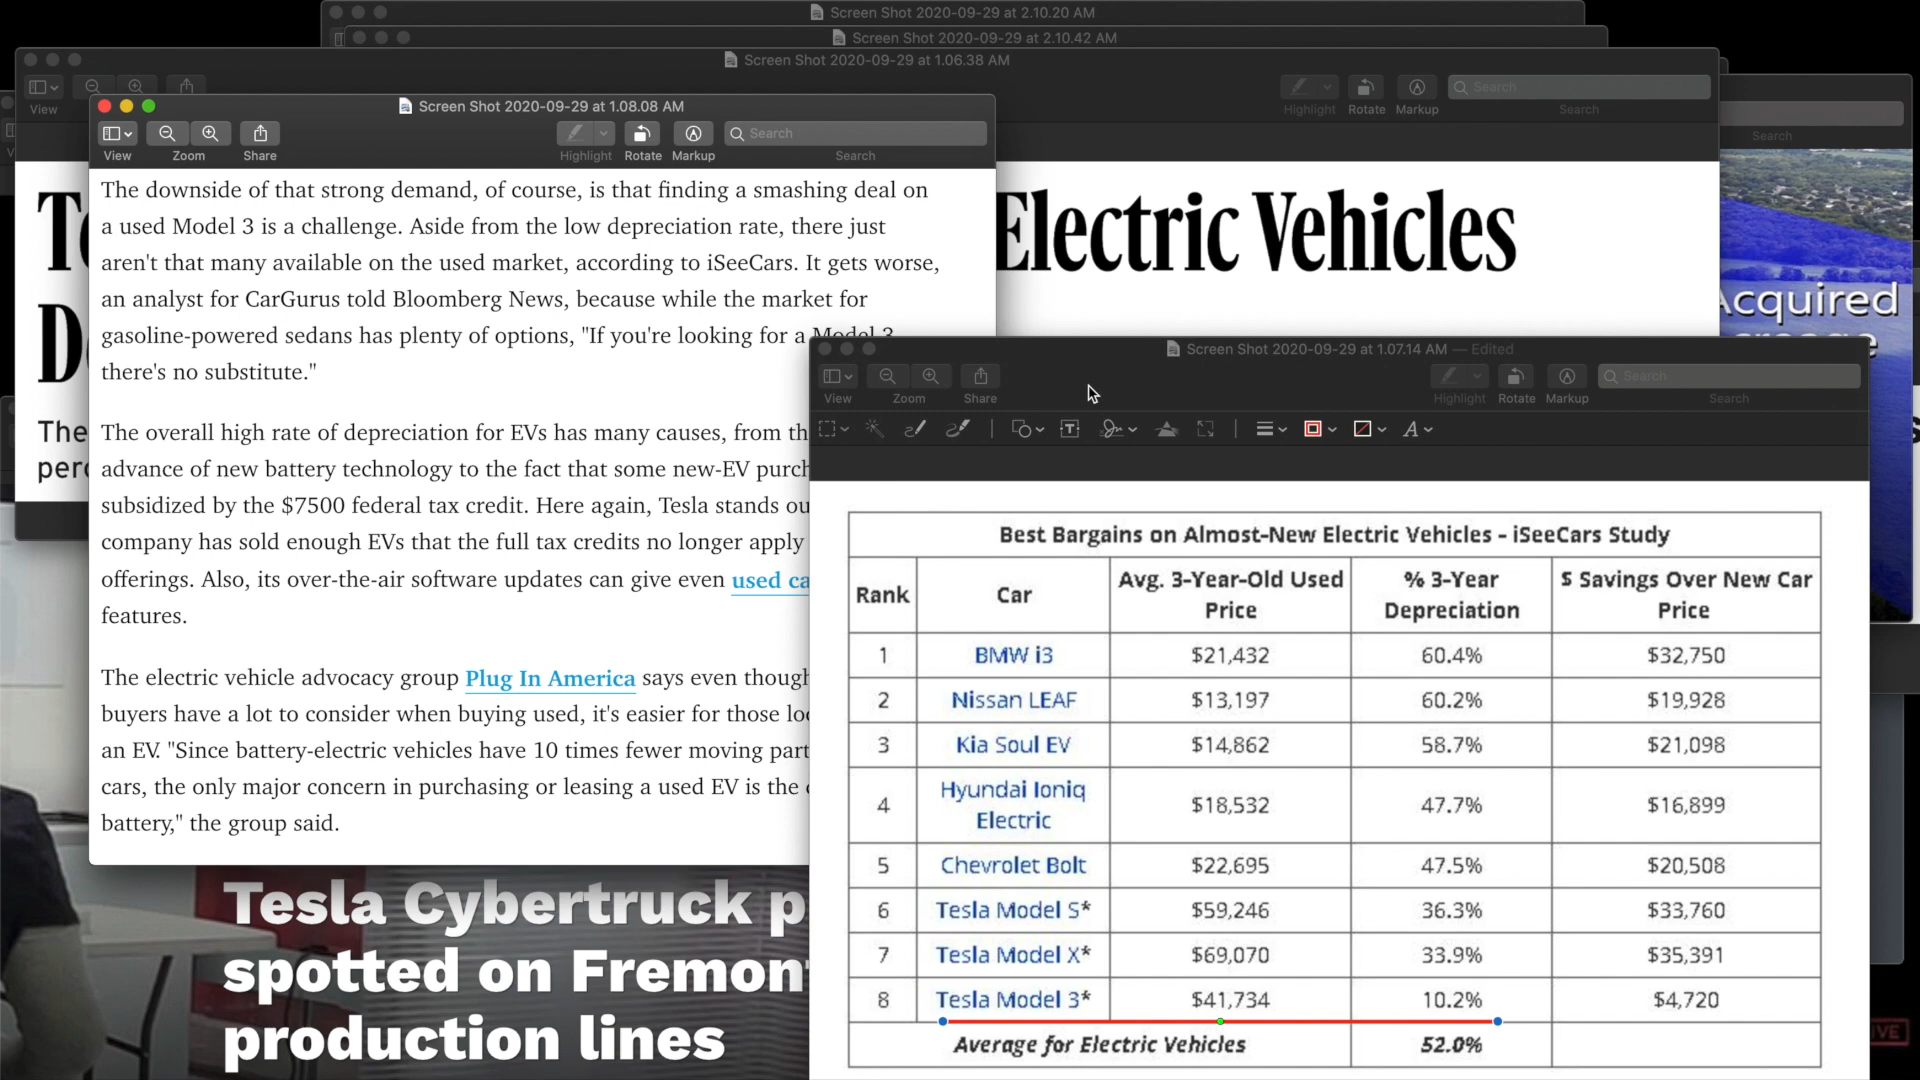 Screen Shot 2020-09-29 at 2.10.20 AM
Screen Shot 2020-09-29 at 2.10.42 AM
Screen Shot 2020-09-29 at 1.06.38 AM
View
Highlight
Rotate
Markup
Search
Search
Search
Electric Vehicles
The
Acquired
Screen Shot 2020-09-29 at 1.08.08 AM
View
Zoom
Share
Highlight
Rotate
Markup
Search
Search
The downside of that strong demand, of course, is that finding a smashing deal on
a used Model 3 is a challenge. Aside from the low depreciation rate, there just
aren't that many available on the used market, according to iSeeCars. It gets worse,
an analyst for CarGurus told Bloomberg News, because while the market for
gasoline-powered sedans has plenty of options, "If you're looking for a Model 3
there's no substitute."
The overall high rate of depreciation for EVs has many causes, from th
advance of new battery technology to the fact that some new-EV purch
subsidized by the $7500 federal tax credit. Here again, Tesla stands ou
company has sold enough EVs that the full tax credits no longer apply
offerings. Also, its over-the-air software updates can give even used ca
features.
The electric vehicle advocacy group Plug In America says even though
buyers have a lot to consider when buying used, it's easier for those loo
an EV. "Since battery-electric vehicles have 10 times fewer moving part
cars, the only major concern in purchasing or leasing a used EV is the
battery," the group said.
Screen Shot 2020-09-29 at 1.07.14 AM — Edited
View
Zoom
Share
Highlight
Rotate
Markup
Search
Search
Best Bargains on Almost-New Electric Vehicles - iSeeCars Study
Rank Car Avg. 3-Year-Old Used Price % 3-Year Depreciation $ Savings Over New Car Price
1 BMW i3 $21,432 60.4% $32,750
2 Nissan LEAF $13,197 60.2% $19,928
3 Kia Soul EV $14,862 58.7% $21,098
4 Hyundai Ioniq Electric $18,532 47.7% $16,899
5 Chevrolet Bolt $22,695 47.5% $20,508
6 Tesla Model S* $59,246 36.3% $33,760
7 Tesla Model X* $69,070 33.9% $35,391
8 Tesla Model 3* $41,734 10.2% $4,720
Average for Electric Vehicles 52.0%
Tesla Cybertruck p
spotted on Fremont
production lines